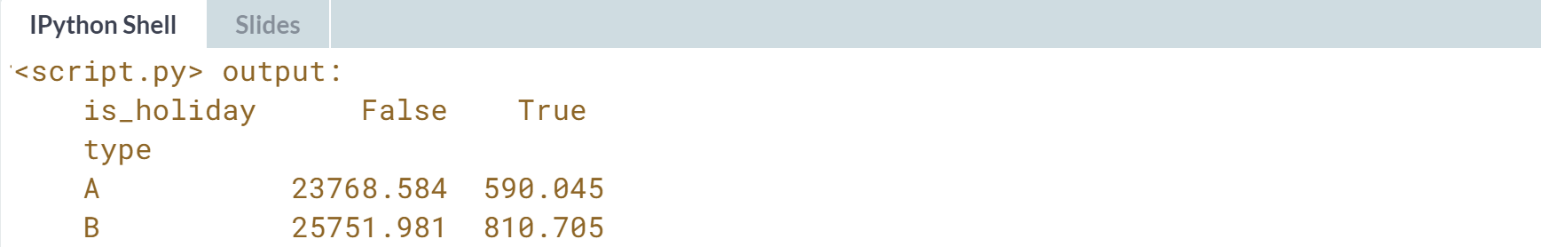 IPython Shell Slides
<script.py> output:
is_holiday False True
type
A 23768.584 590.045
B 25751.981 810.705